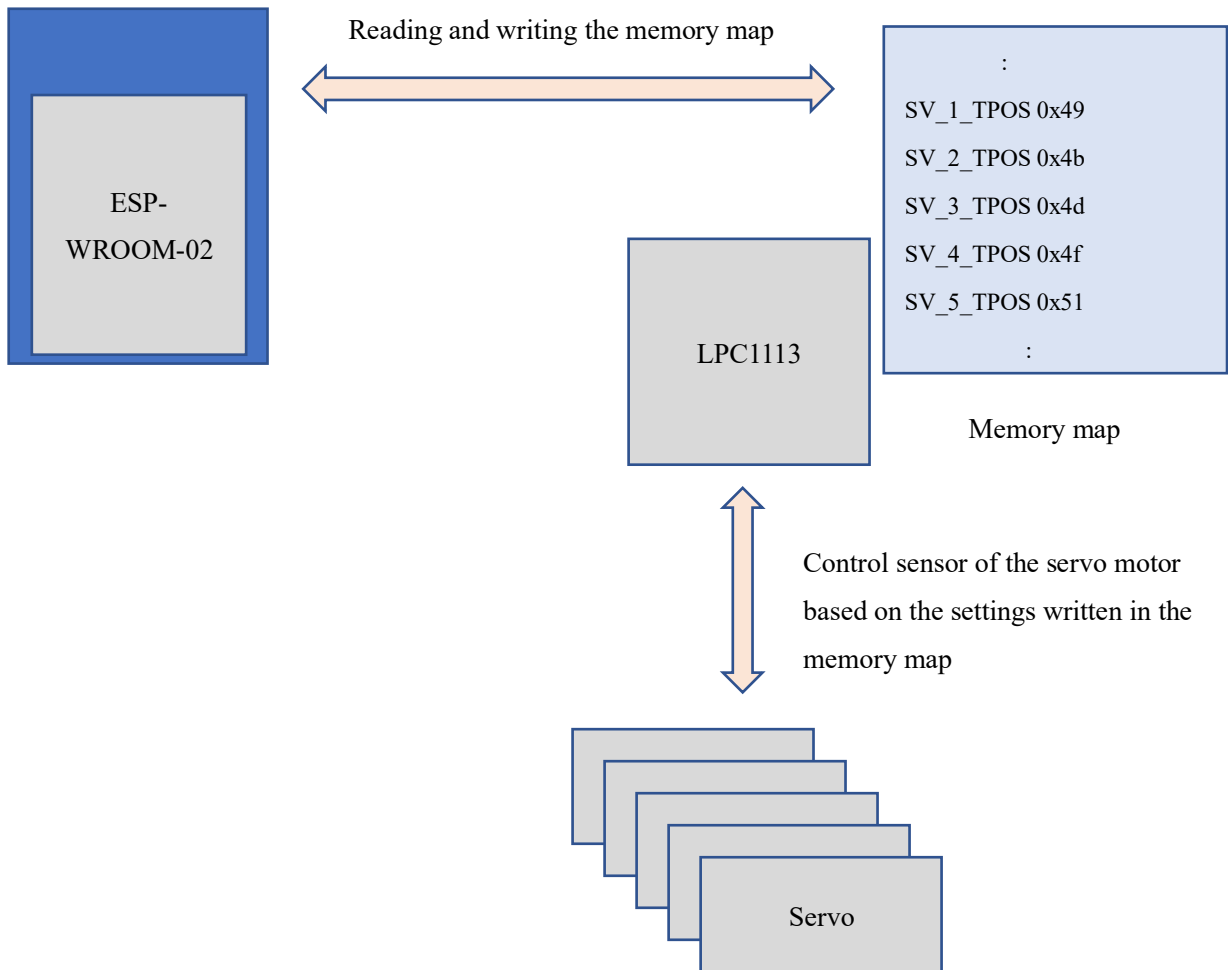 Reading and writing the memory map
ESP-
WROOM-02
:
SV_1_TPOS 0x49
SV_2_TPOS 0x4b
SV_3_TPOS 0x4d
SV_4_TPOS 0x4f
SV_5_TPOS 0x51
:
LPC1113
Memory map
Control sensor of the servo motor
based on the settings written in the
memory map
Servo